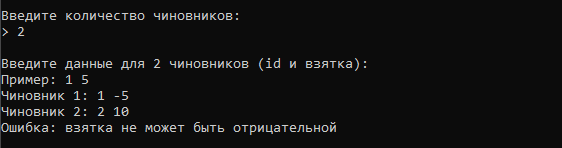 Введите количество чиновников:
> 2
Введите данные для 2 чиновников (id и взятка):
Пример: 1 5
Чиновник 1: 1 -5
Чиновник 2: 2 10
Ошибка: взятка не может быть отрицательной